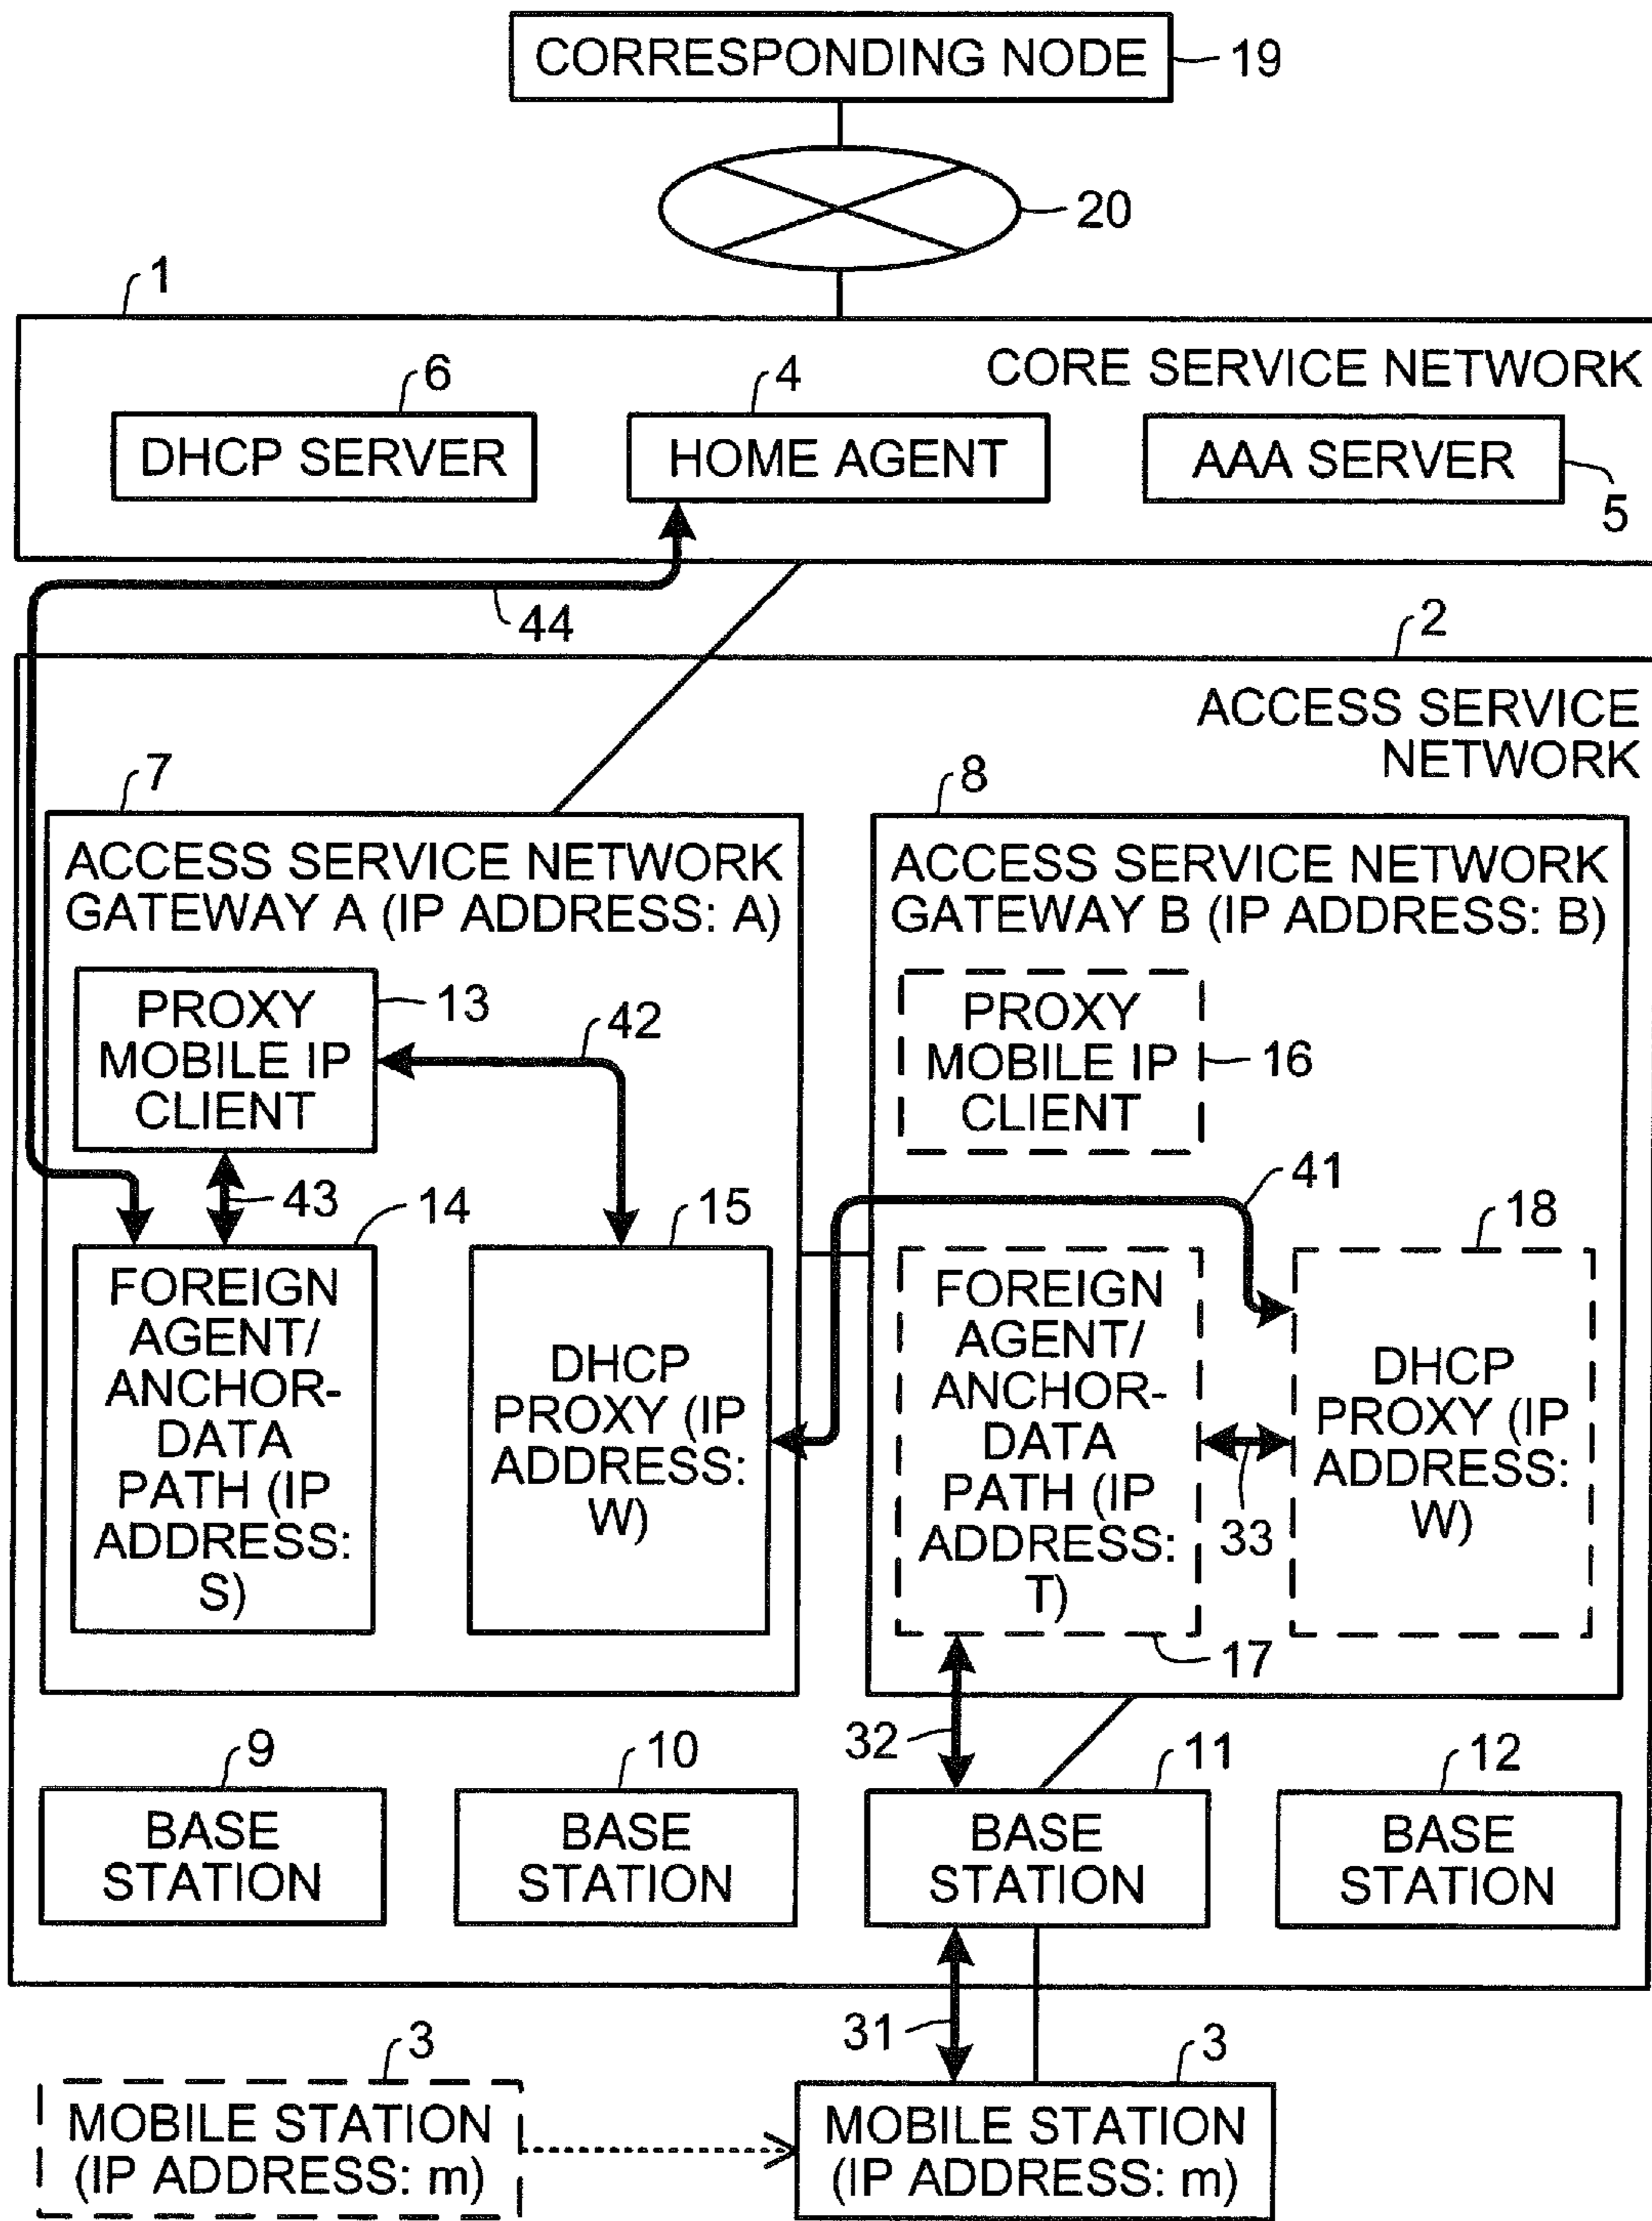 CORRESPONDING NODE
19
20
1
CORE SERVICE NETWORK
6
4
DHCP SERVER
HOME AGENT
AAA SERVER
5
44
2
ACCESS SERVICE
NETWORK
7
8
ACCESS SERVICE NETWORK
GATEWAY A (IP ADDRESS: A)
ACCESS SERVICE NETWORK
GATEWAY B (IP ADDRESS: B)
PROXY
MOBILE IP
CLIENT
13
42
PROXY
MOBILE IP
CLIENT
16
43
14
15
41
18
FOREIGN
AGENT/
ANCHOR-
DATA
PATH (IP
ADDRESS:
S)
DHCP
PROXY (IP
ADDRESS:
W)
FOREIGN
AGENT/
ANCHOR-
DATA
PATH (IP
ADDRESS:
T)
33
DHCP
PROXY (IP
ADDRESS:
W)
17
32
9
10
11
12
BASE
STATION
BASE
STATION
BASE
STATION
BASE
STATION
31
3
3
MOBILE STATION
(IP ADDRESS: m)
MOBILE STATION
(IP ADDRESS: m)